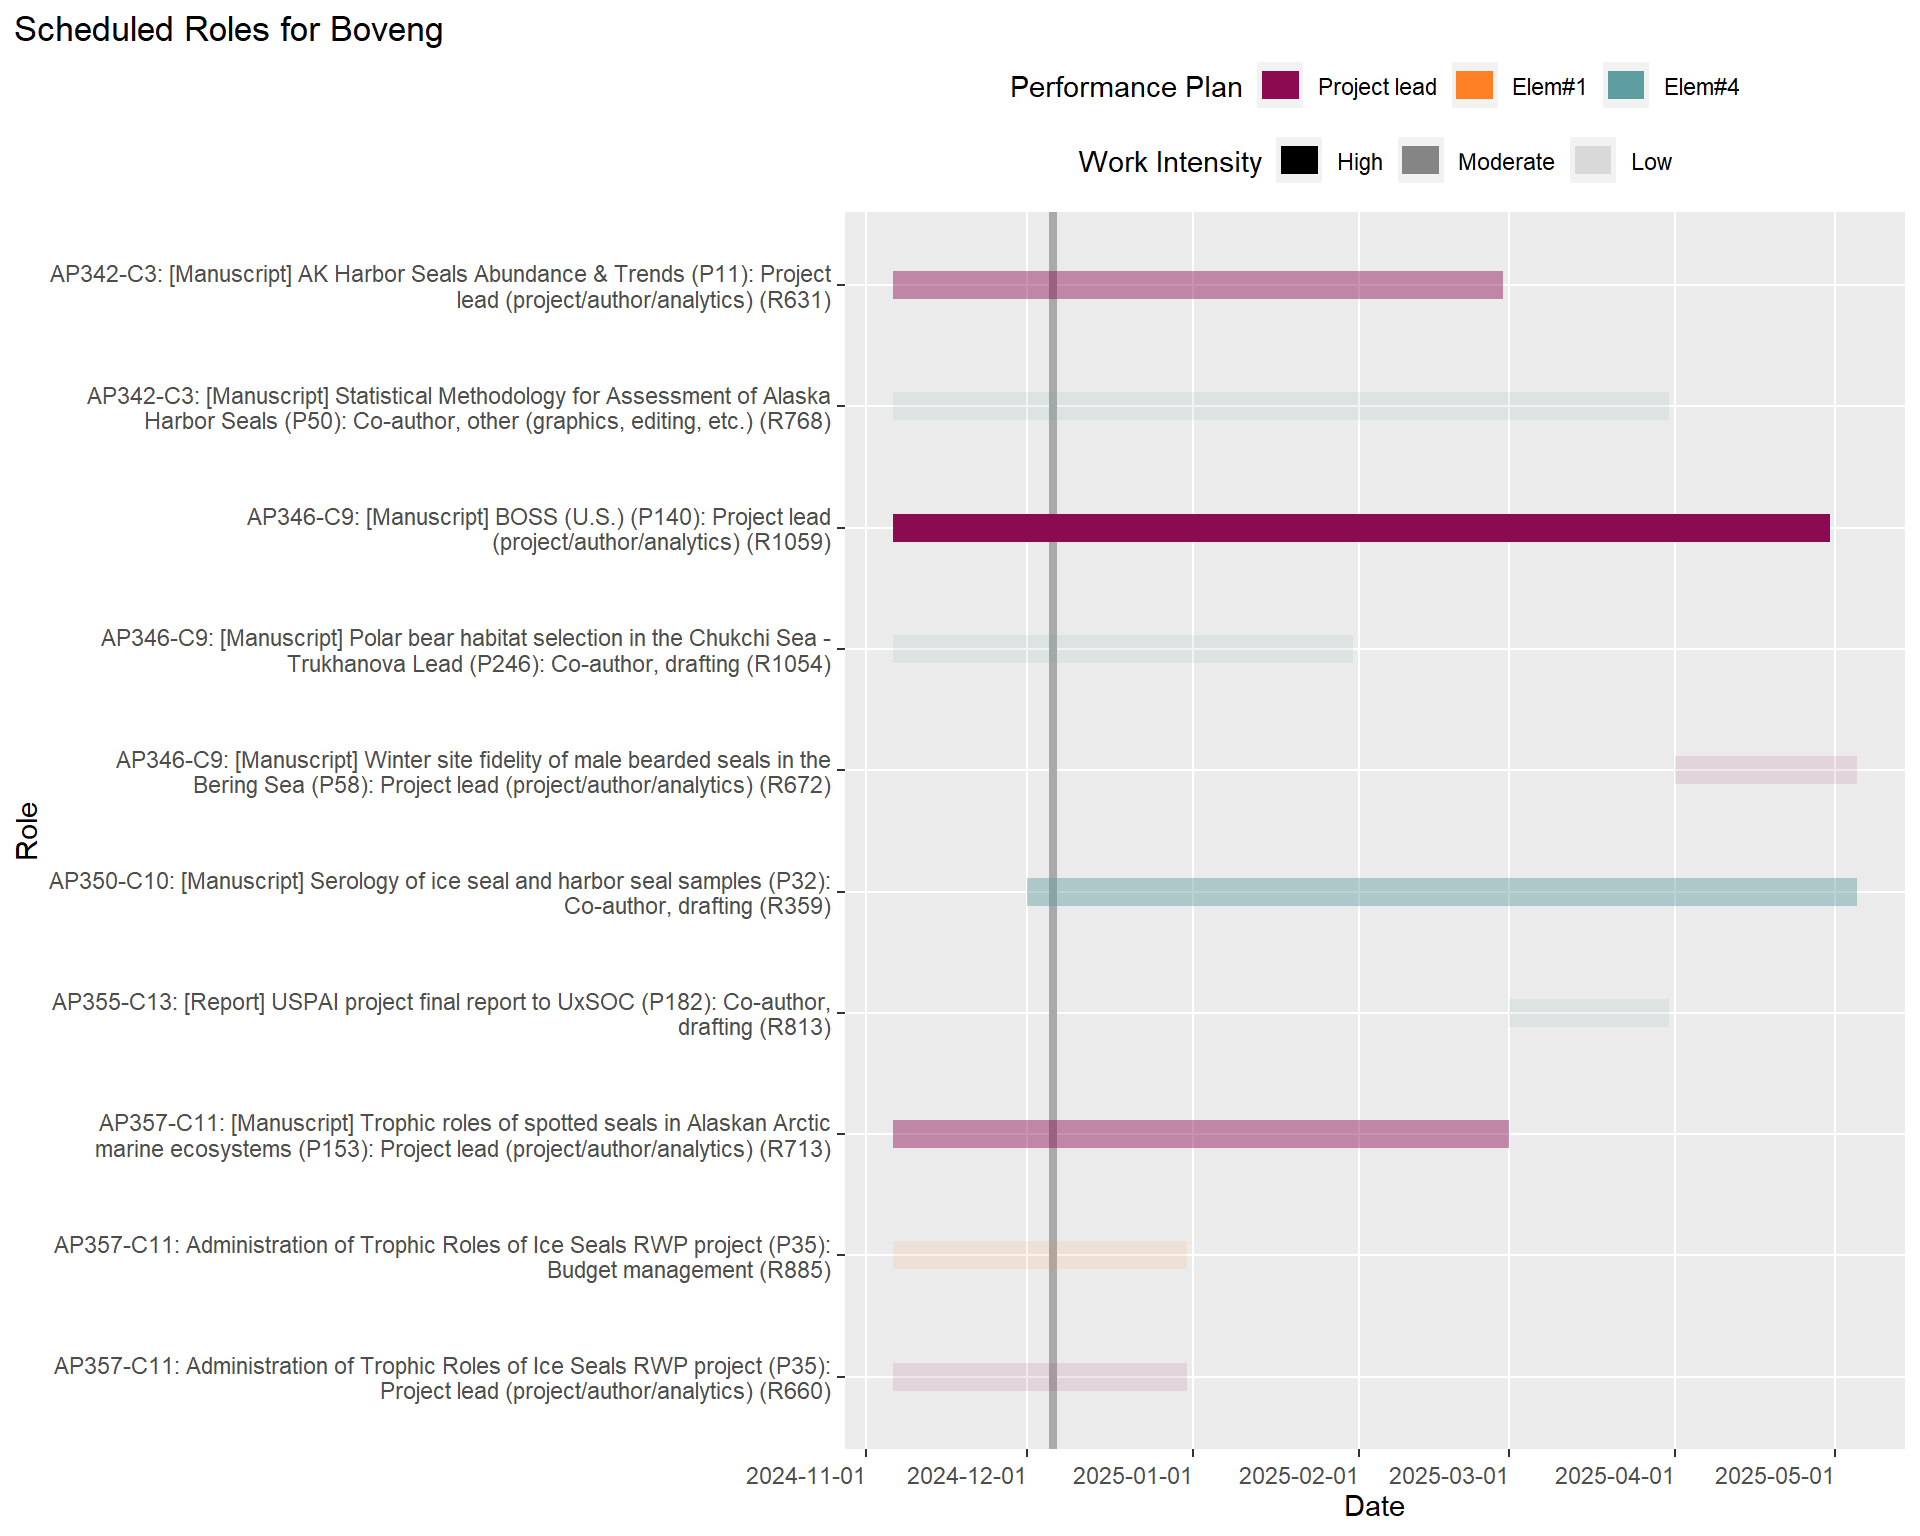 Scheduled Roles for Boveng
Performance Plan Project lead Elem#1 Elem#4
Work Intensity High Moderate Low
AP342-C3: [Manuscript] AK Harbor Seals Abundance & Trends (P11): Project
lead (project/author/analytics) (R631)
AP342-C3: [Manuscript] Statistical Methodology for Assessment of Alaska
Harbor Seals (P50): Co-author, other (graphics, editing, etc.) (R768)
AP346-C9: [Manuscript] BOSS (U.S.) (P140): Project lead
(project/author/analytics) (R1059)
AP346-C9: [Manuscript] Polar bear habitat selection in the Chukchi Sea -
Trukhanova Lead (P246): Co-author, drafting (R1054)
AP346-C9: [Manuscript] Winter site fidelity of male bearded seals in the
Bering Sea (P58): Project lead (project/author/analytics) (R672)
AP350-C10: [Manuscript] Serology of ice seal and harbor seal samples (P32):
Co-author, drafting (R359)
AP355-C13: [Report] USPAI project final report to UxSOC (P182): Co-author,
drafting (R813)
AP357-C11: [Manuscript] Trophic roles of spotted seals in Alaskan Arctic
marine ecosystems (P153): Project lead (project/author/analytics) (R713)
AP357-C11: Administration of Trophic Roles of Ice Seals RWP project (P35):
Budget management (R885)
AP357-C11: Administration of Trophic Roles of Ice Seals RWP project (P35):
Project lead (project/author/analytics) (R660)
Role
2024-11-01 2024-12-01 2025-01-01 2025-02-01 2025-03-01 2025-04-01 2025-05-01
Date